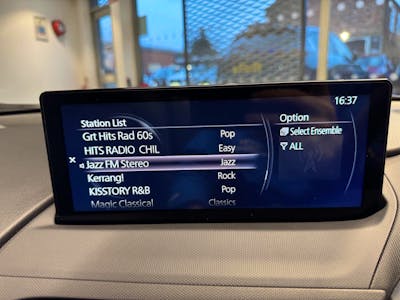 16:37
Station List
Option
Grt Hits Rad 60s Pop
Select Ensemble
HITS RADIO CHIL Easy
ALL
Jazz FM Stereo Jazz
Kerrang! Rock
KISSTORY R&B Pop
Magic Classical Classics